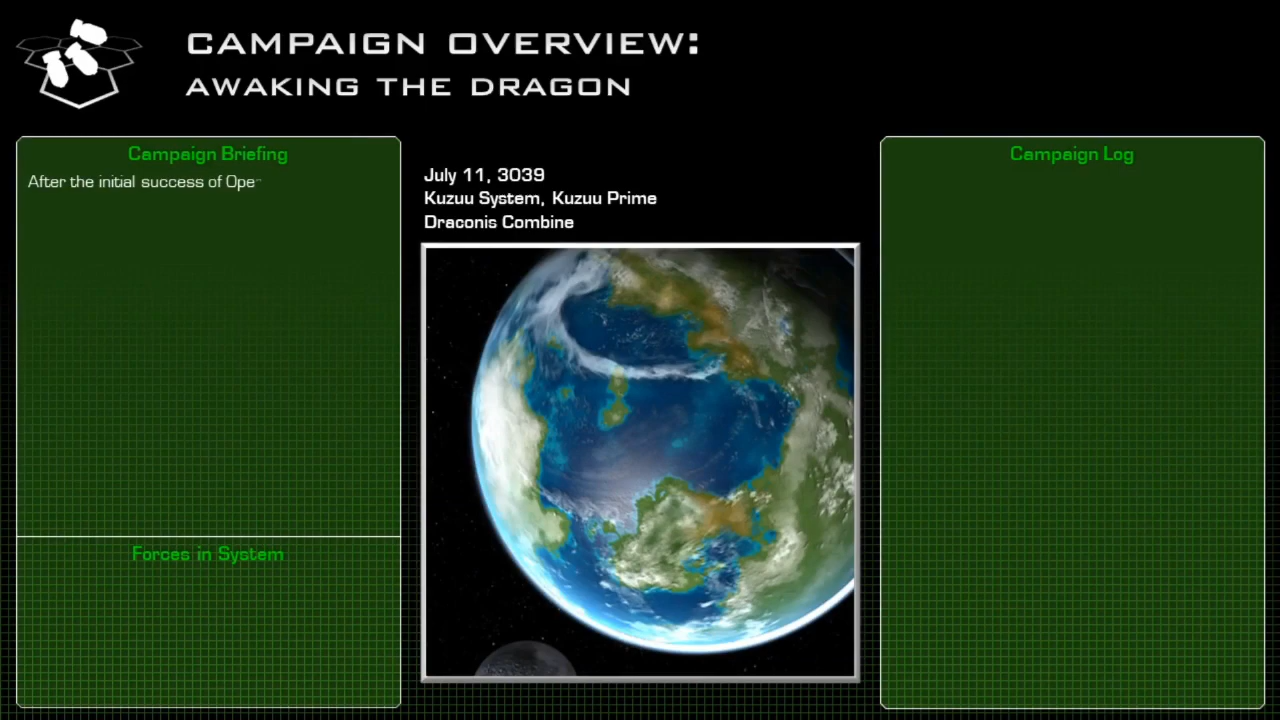 CAMPAIGN OVERVIEW:
AWAKING THE DRAGON
Campaign Briefing
After the initial success of Ope
July 11, 3039
Kuzuu System, Kuzuu Prime
Draconis Combine
Campaign Log
Forces in System